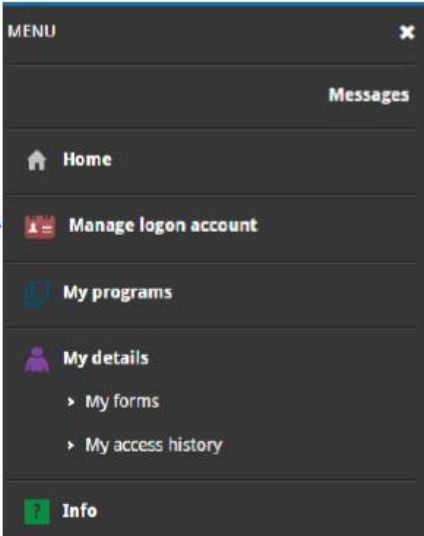 MENU
Messages
Home
Manage logon account
My programs
My details
My forms
My access history
? Info